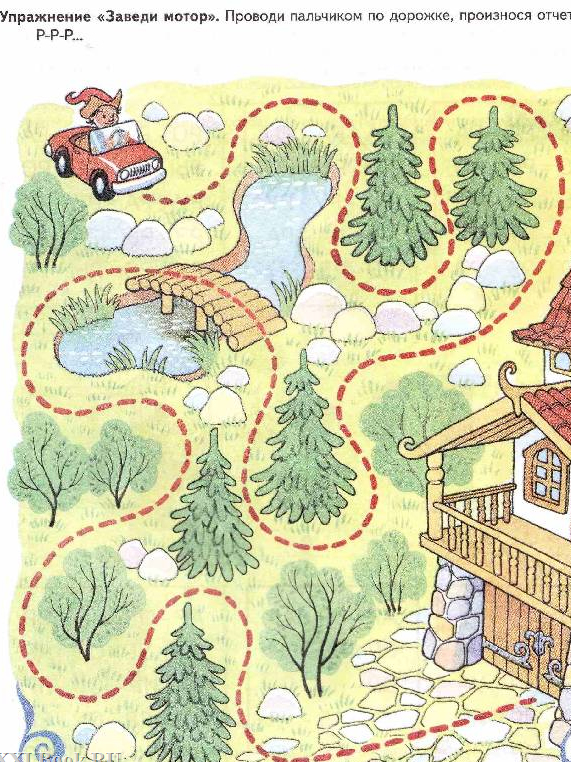 Упражнение «Заведи мотор». Проводи пальчиком по дорожке, произнося отчет
Р-Р-Р...